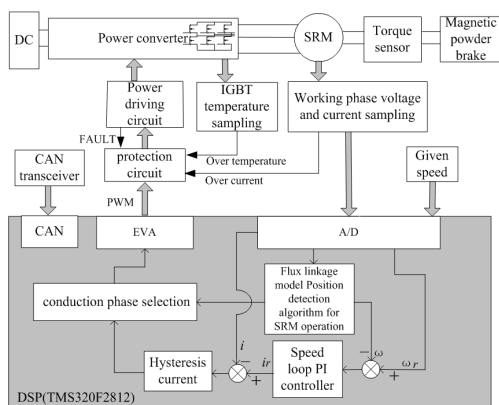 DC
Power converter
SRM
Torque
sensor
Magnetic
powder
brake
Power
driving
circuit
IGBT
temperature
sampling
Working phase voltage
and current sampling
FAULT
CAN
transceiver
protection
circuit
Over temperature
Over current
Given
speed
PWM
CAN
EVA
A/D
Flux linkage
model Position
detection
algorithm for
SRM operation
conduction phase selection
i
ir
−
+
Hysteresis
current
Speed
loop PI
controller
−
ω
ω r
+
DSP(TMS320F2812)